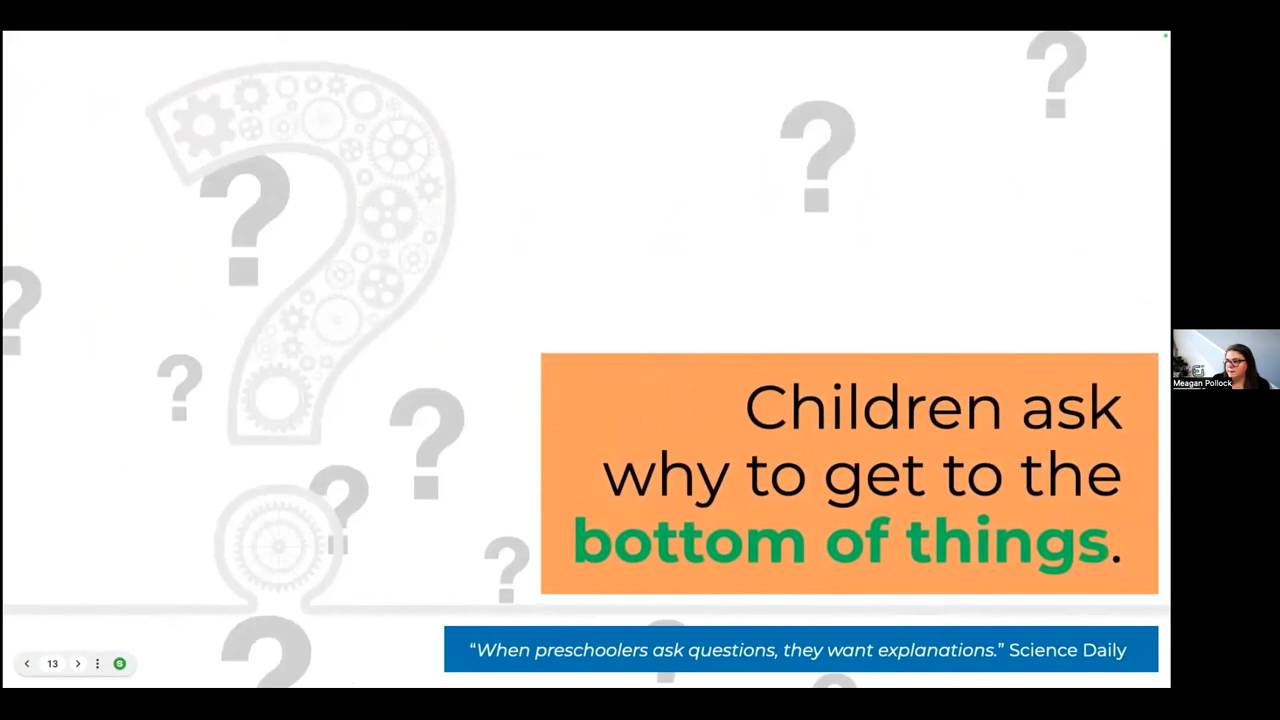 Children ask
why to get to the
bottom of things.
Meagan Pollock
“When preschoolers ask questions, they want explanations.” Science Daily
13
S